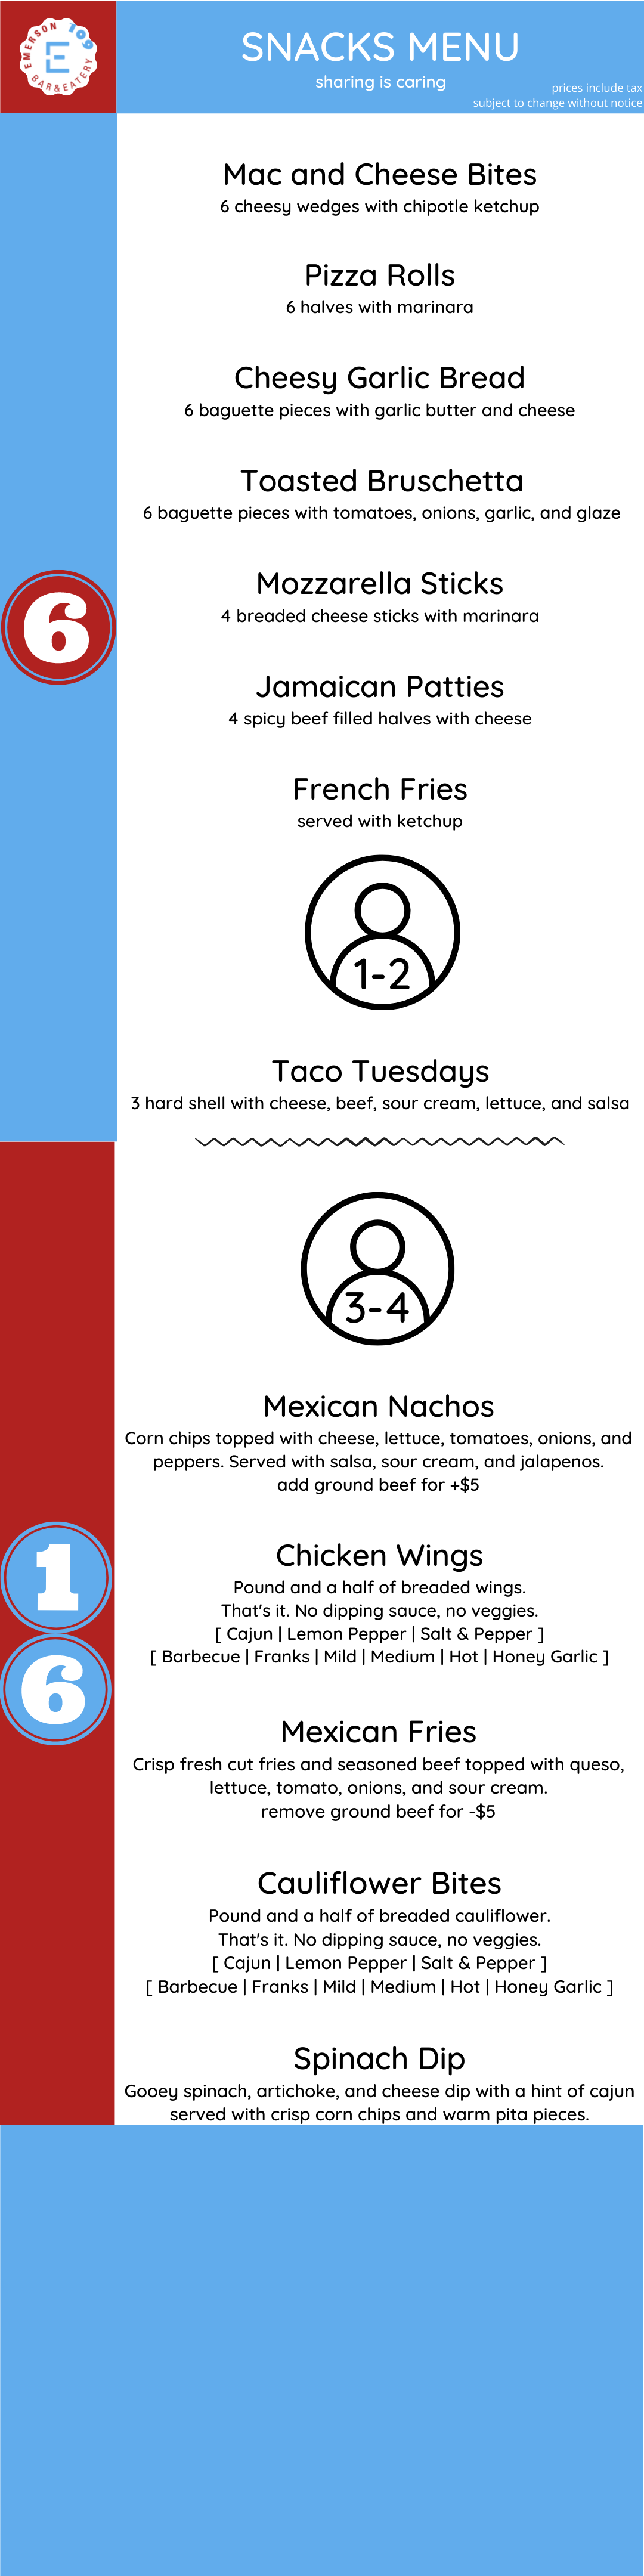 EMERSON 109
E
BAR & EATERY
SNACKS MENU
sharing is caring
prices include tax
subject to change without notice
Mac and Cheese Bites
6 cheesy wedges with chipotle ketchup
Pizza Rolls
6 halves with marinara
Cheesy Garlic Bread
6 baguette pieces with garlic butter and cheese
Toasted Bruschetta
6 baguette pieces with tomatoes, onions, garlic, and glaze
6
Mozzarella Sticks
4 breaded cheese sticks with marinara
Jamaican Patties
4 spicy beef filled halves with cheese
French Fries
served with ketchup
1-2
Taco Tuesdays
3 hard shell with cheese, beef, sour cream, lettuce, and salsa
3-4
Mexican Nachos
Corn chips topped with cheese, lettuce, tomatoes, onions, and
peppers. Served with salsa, sour cream, and jalapenos.
add ground beef for +$5
1
6
Chicken Wings
Pound and a half of breaded wings.
That's it. No dipping sauce, no veggies.
[ Cajun | Lemon Pepper | Salt & Pepper ]
[ Barbecue | Franks | Mild | Medium | Hot | Honey Garlic ]
Mexican Fries
Crisp fresh cut fries and seasoned beef topped with queso,
lettuce, tomato, onions, and sour cream.
remove ground beef for -$5
Cauliflower Bites
Pound and a half of breaded cauliflower.
That's it. No dipping sauce, no veggies.
[ Cajun | Lemon Pepper | Salt & Pepper ]
[ Barbecue | Franks | Mild | Medium | Hot | Honey Garlic ]
Spinach Dip
Gooey spinach, artichoke, and cheese dip with a hint of cajun
served with crisp corn chips and warm pita pieces.